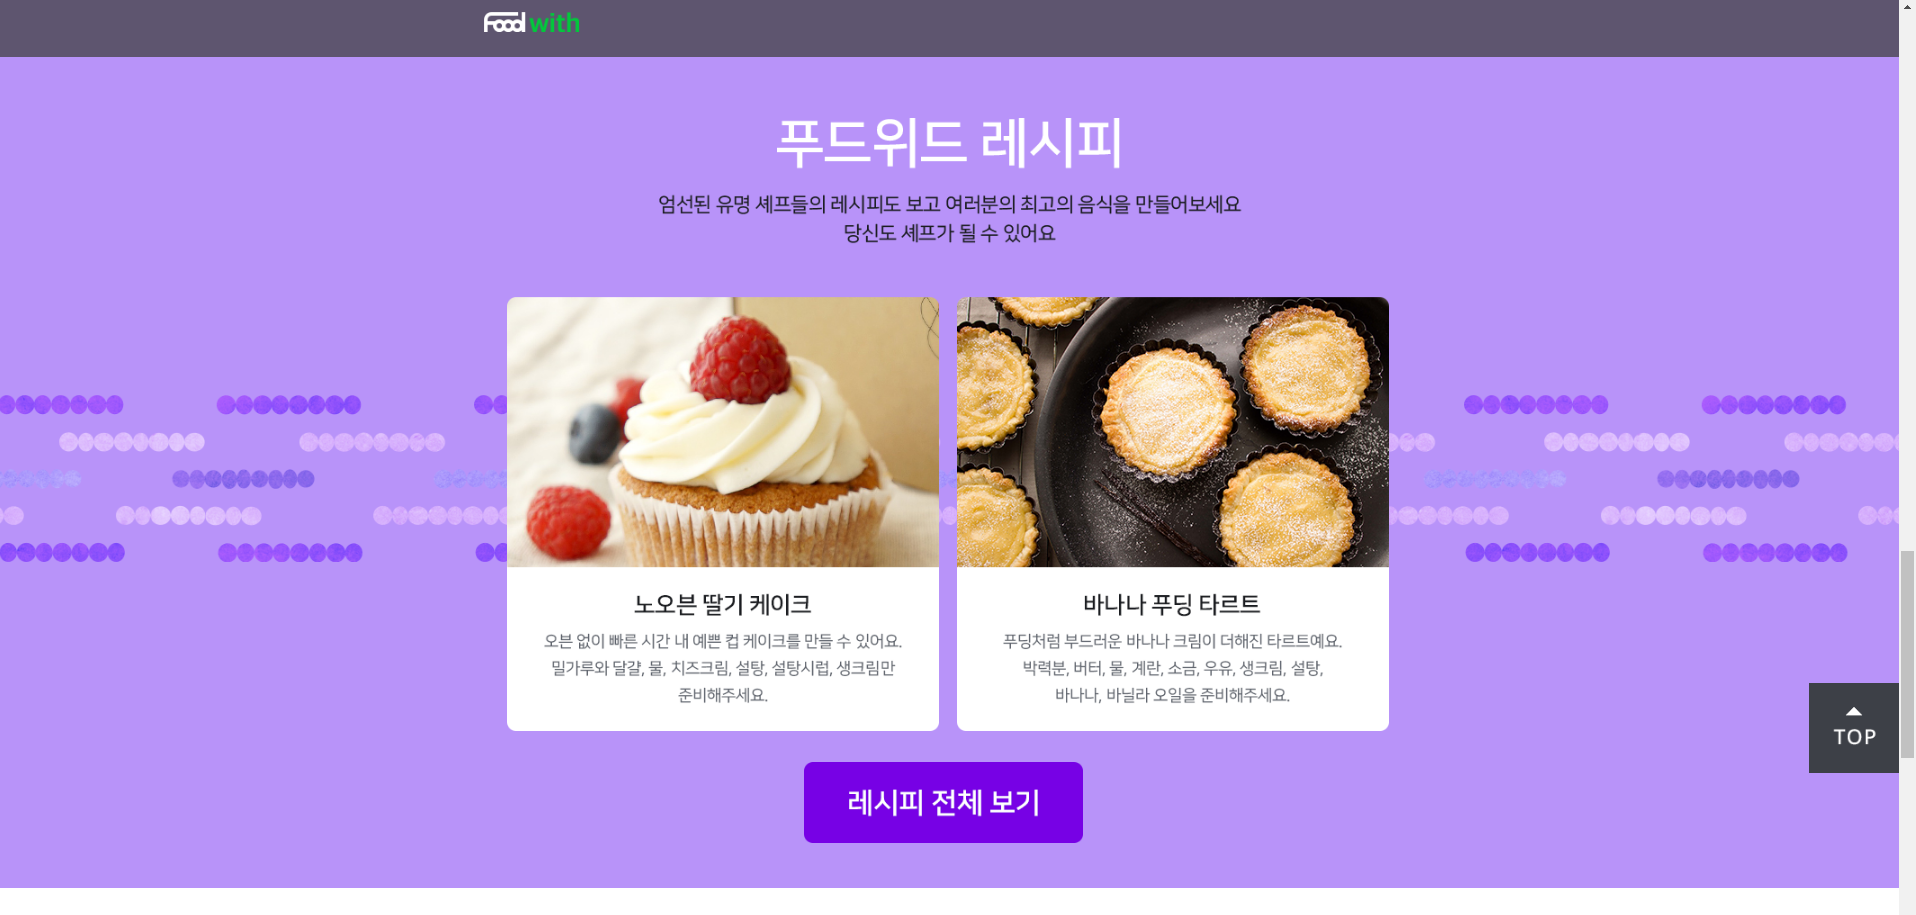 Food with
푸드위드 레시피
엄선된 유명 셰프들의 레시피도 보고 여러분의 최고의 음식을 만들어보세요
당신도 셰프가 될 수 있어요
노오븐 딸기 케이크
오븐 없이 빠른 시간 내 예쁜 컵 케이크를 만들 수 있어요.
밀가루와 달걀, 물, 치즈크림, 설탕, 설탕시럽, 생크림만
준비해주세요.
바나나 푸딩 타르트
푸딩처럼 부드러운 바나나 크림이 더해진 타르트예요.
박력분, 버터, 물, 계란, 소금, 우유, 생크림, 설탕,
바나나, 바닐라 오일을 준비해주세요.
TOP
레시피 전체 보기